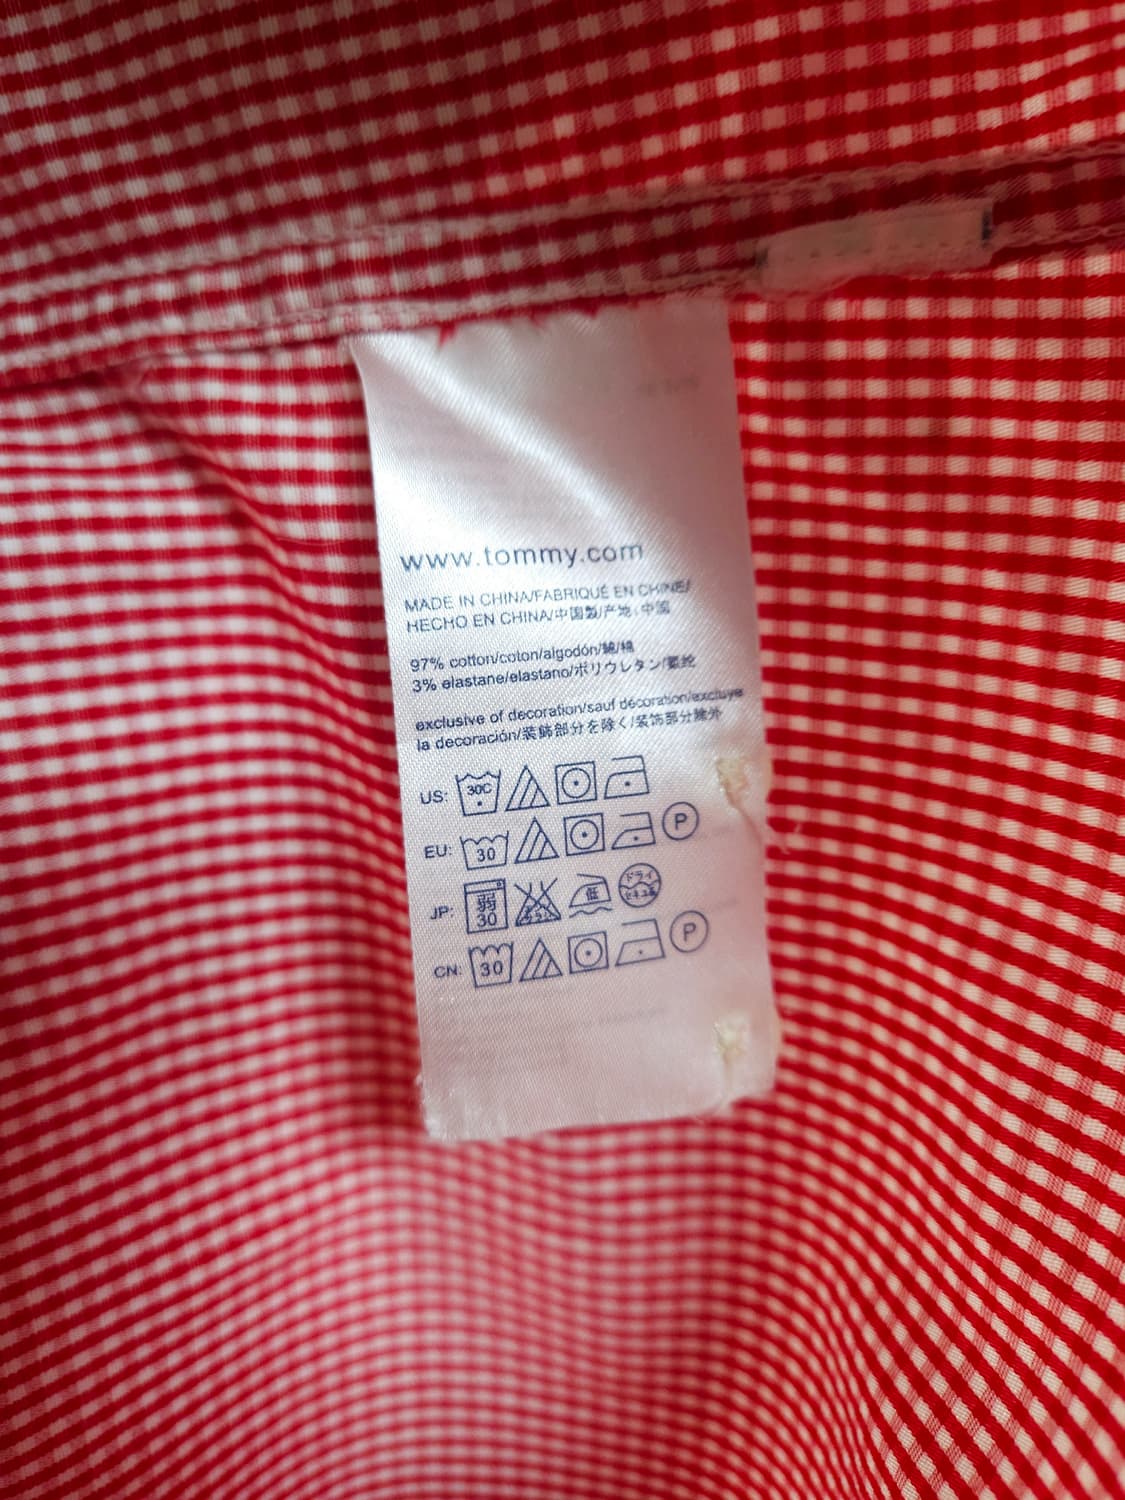 www.tommy.com
MADE IN CHINA/FABRIQUÉ EN CHINE/
HECHO EN CHINA/中国製/产地:中国
97% cotton/coton/algodón/綿/棉
3% elastane/elastano/ポリウレタン/氨纶
exclusive of decoration/sauf décoration/excluye
la decoración/装飾部分を除く/装饰部分除外
US: 30C
EU: 30 P
JP: 弱 30 低 ドライ
CN: 30 P